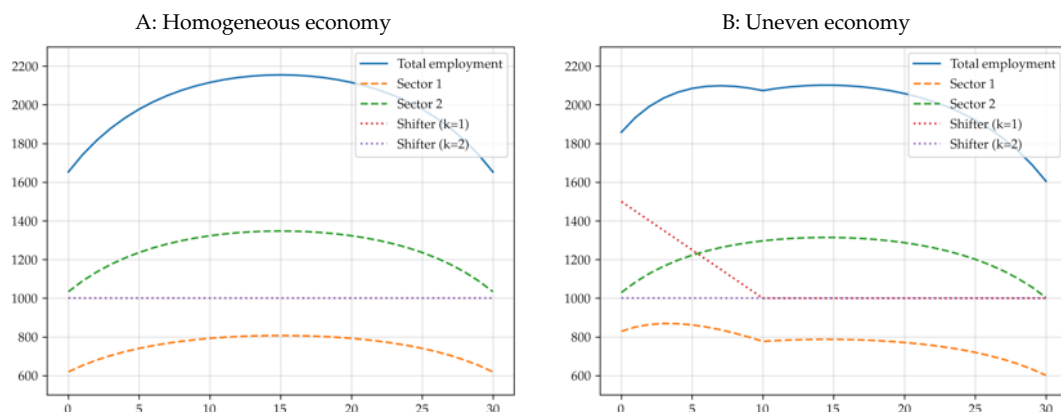 A: Homogeneous economy
2200
2000
1800
1600
1400
1200
1000
800
600
0 5 10 15 20 25 30
Total employment
Sector 1
Sector 2
Shifter (k=1)
Shifter (k=2)
B: Uneven economy
2200
2000
1800
1600
1400
1200
1000
800
600
0 5 10 15 20 25 30
Total employment
Sector 1
Sector 2
Shifter (k=1)
Shifter (k=2)